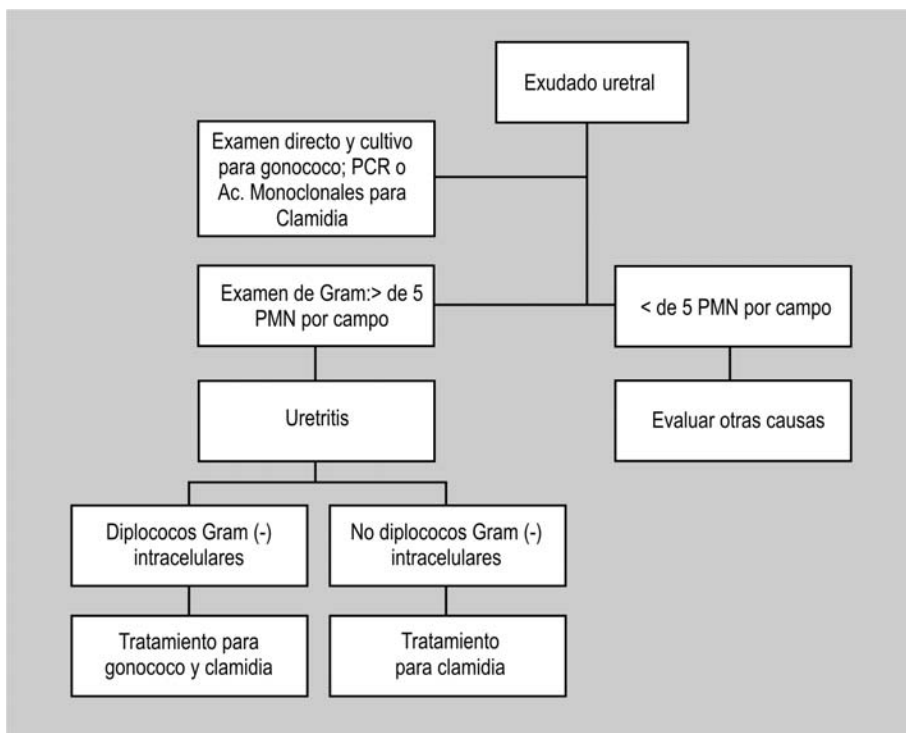 Exudado uretral
Examen directo y cultivo
para gonococo; PCR o
Ac. Monoclonales para
Clamidia
Examen de Gram:> de 5
PMN por campo
< de 5 PMN por campo
Uretritis
Evaluar otras causas
Diplococos Gram (-)
intracelulares
No diplococos Gram (-)
intracelulares
Tratamiento para
gonococo y clamidia
Tratamiento
para clamidia